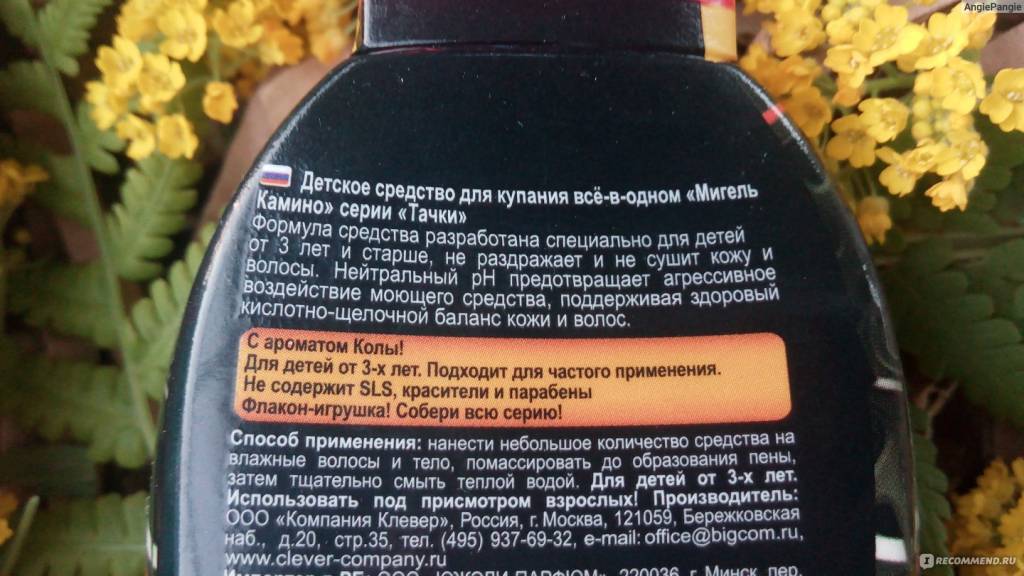 AngiePangie
Детское средство для купания всё-в-одном «Мигель
Камино» серии «Тачки»
Формула средства разработана специально для детей
от 3 лет и старше, не раздражает и не сушит кожу и
волосы. Нейтральный pH предотвращает агрессивное
воздействие моющего средства, поддерживая здоровый
кислотно-щелочной баланс кожи и волос.
С ароматом Колы!
Для детей от 3-х лет. Подходит для частого применения.
Не содержит SLS, красители и парабены
Флакон-игрушка! Собери всю серию!
Способ применения: нанести небольшое количество средства на
влажные волосы и тело, помассировать до образования пены,
затем тщательно смыть теплой водой. Для детей от 3-х лет.
Использовать под присмотром взрослых! Производитель:
ООО «Компания Клевер», Россия, г. Москва, 121059, Бережковская
наб., д.20, стр.35, тел. (495) 937-69-32, e-mail: office@bigcom.ru,
www.clever-company.ru
220036, г. Минск, пер.
I RECOMMEND.RU